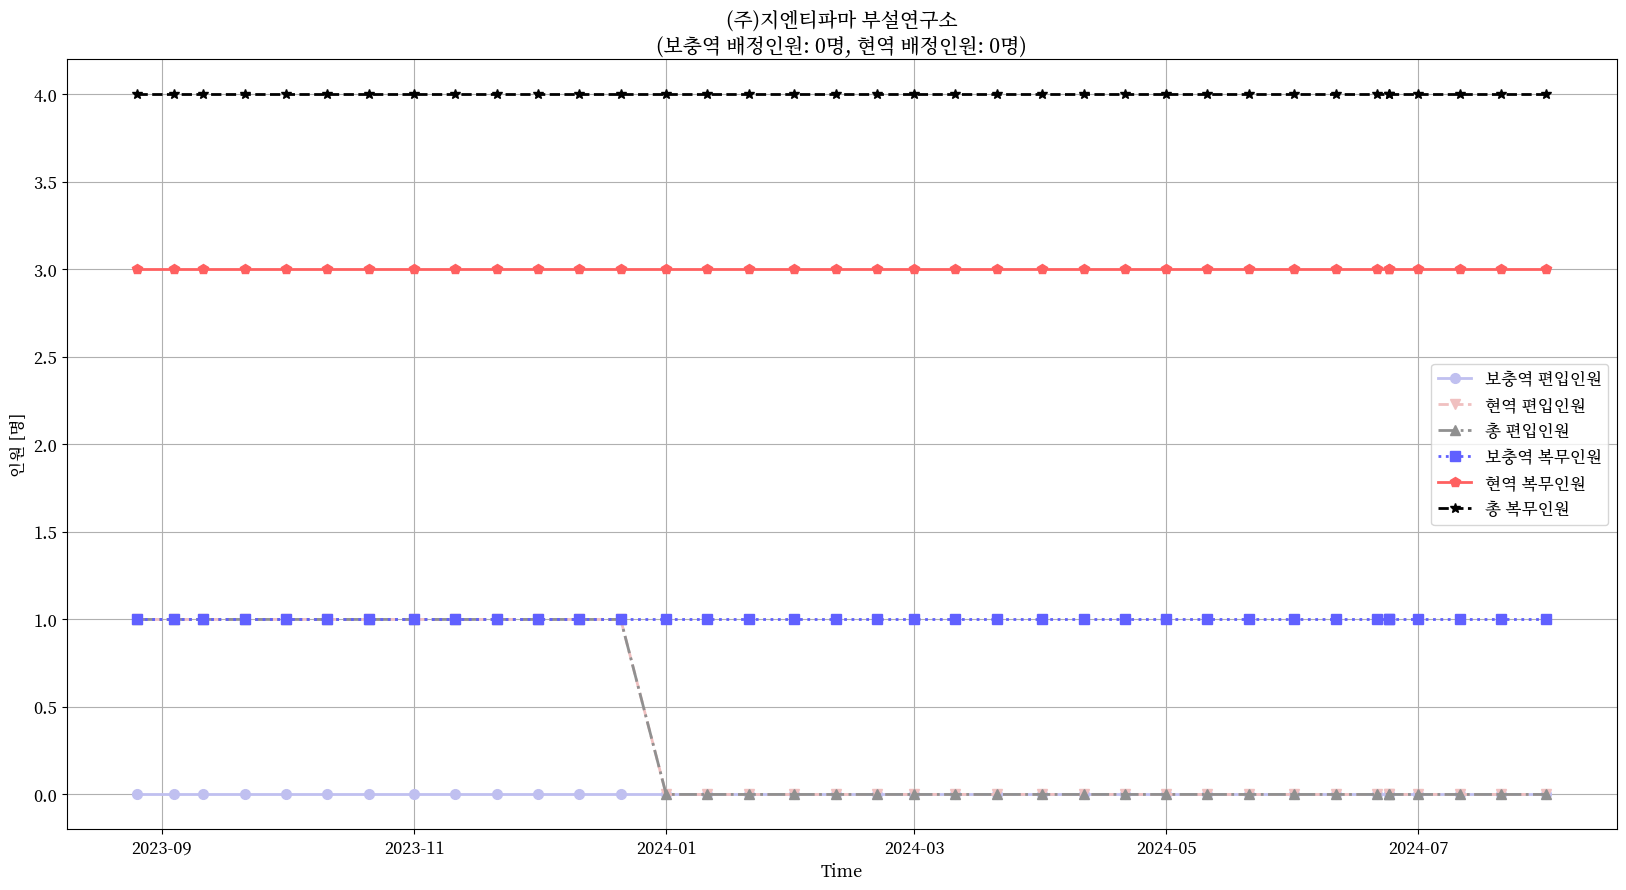 (주)지엔티파마 부설연구소
(보충역 배정인원: 0명, 현역 배정인원: 0명)
인원 [명]
4.0
3.5
3.0
2.5
2.0
1.5
1.0
0.5
0.0
보충역 편입인원
현역 편입인원
총 편입인원
보충역 복무인원
현역 복무인원
총 복무인원
2023-09
2023-11
2024-01
2024-03
2024-05
2024-07
Time